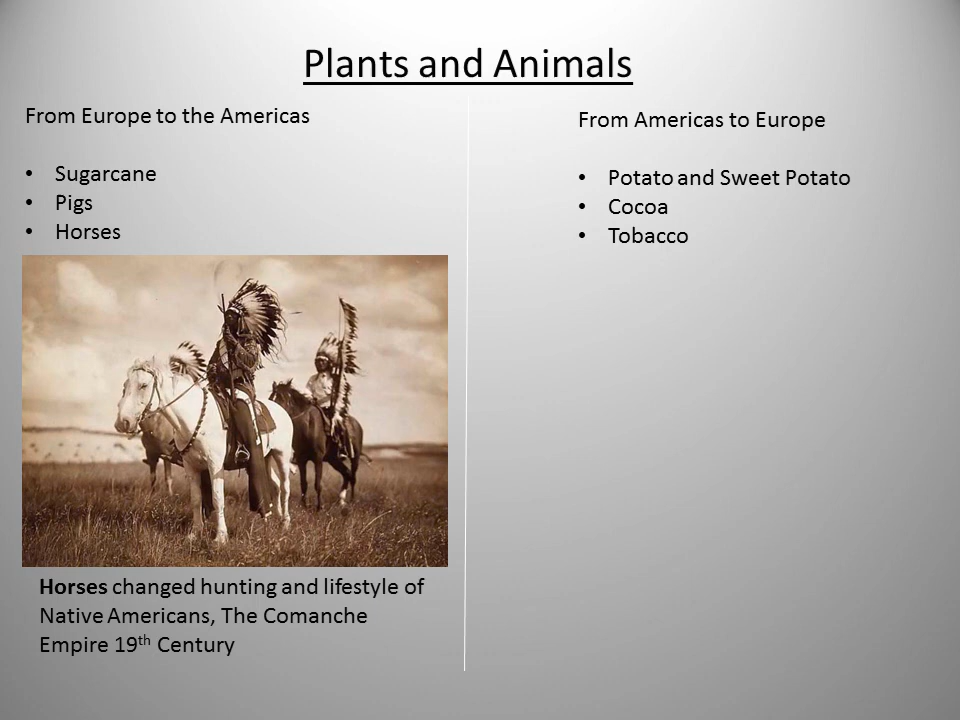 Plants and Animals
From Europe to the Americas
• Sugarcane
• Pigs
• Horses
Horses changed hunting and lifestyle of
Native Americans, The Comanche
Empire 19th Century
From Americas to Europe
• Potato and Sweet Potato
• Cocoa
• Tobacco